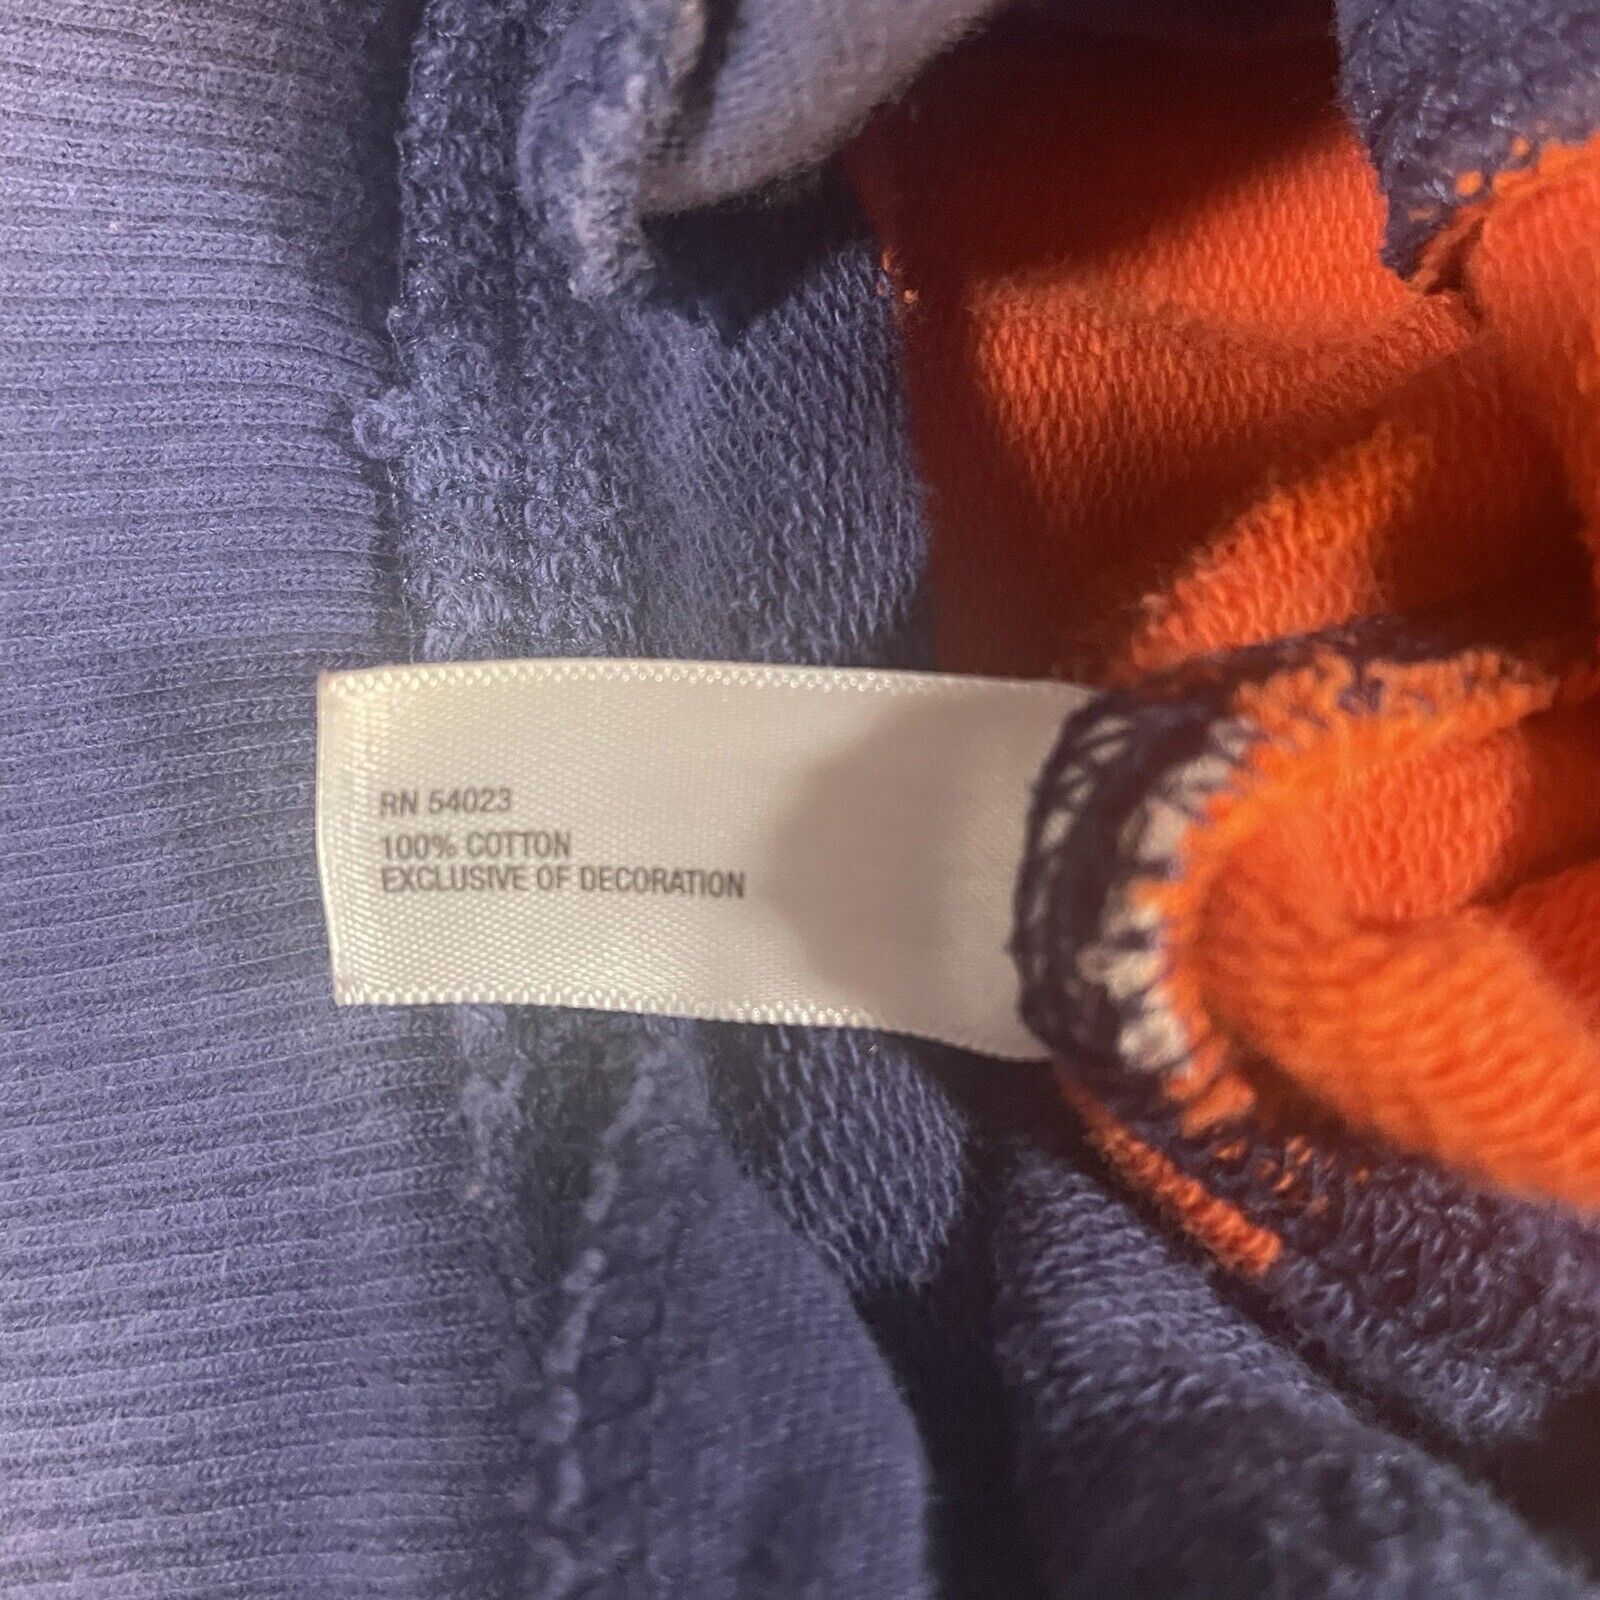 RN 54023
100% COTTON
EXCLUSIVE OF DECORATION